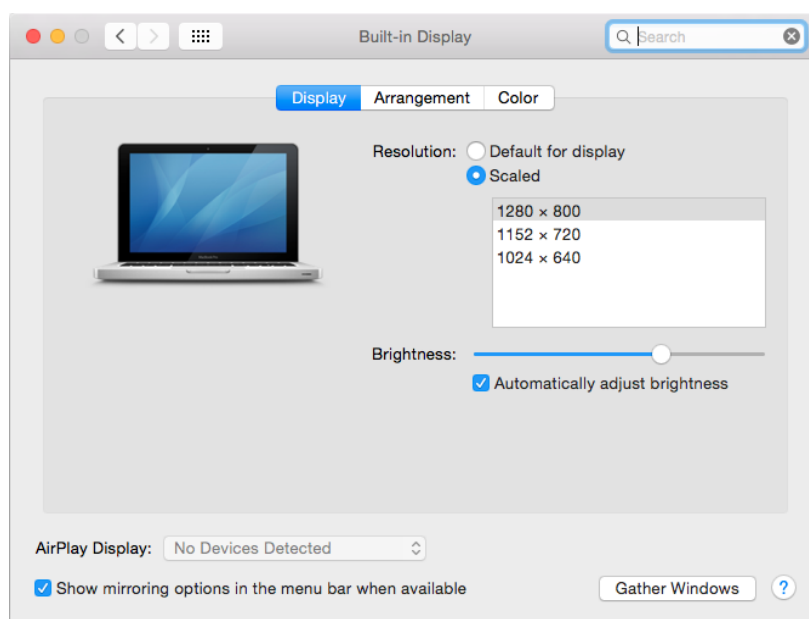 Built-in Display
Search
Display Arrangement Color
Resolution: Default for display
Scaled
1280 × 800
1152 × 720
1024 × 640
Brightness:
Automatically adjust brightness
AirPlay Display: No Devices Detected
Show mirroring options in the menu bar when available
Gather Windows ?